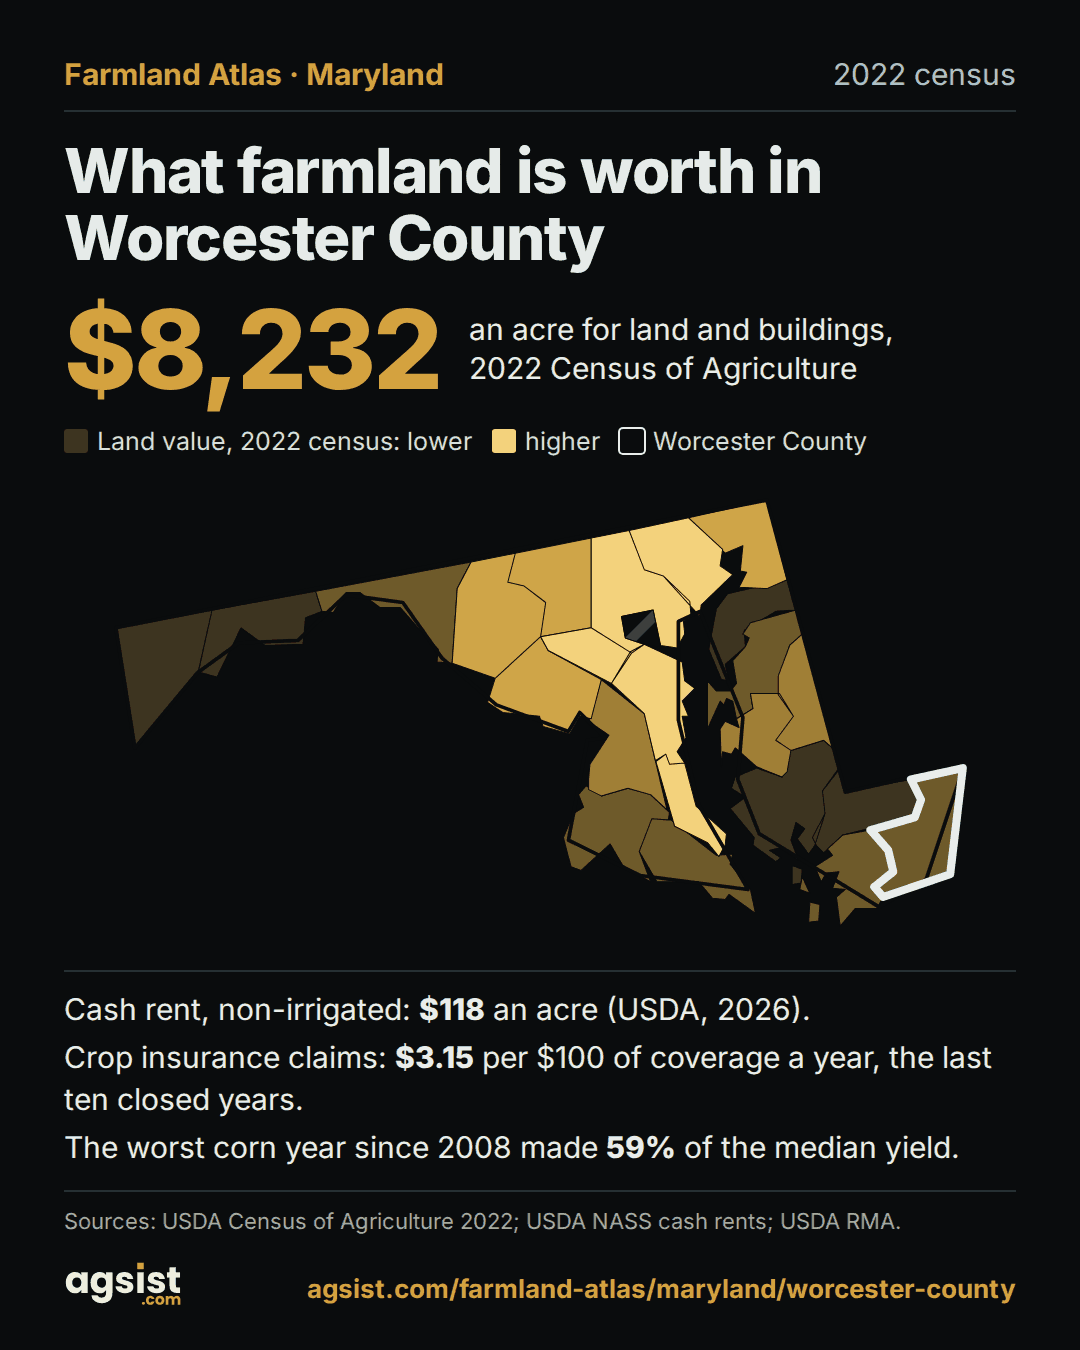 Farmland Atlas · Maryland
2022 census
What farmland is worth in
Worcester County
$8,232
an acre for land and buildings,
2022 Census of Agriculture
Land value, 2022 census: lower
higher
Worcester County
Cash rent, non-irrigated: $118 an acre (USDA, 2026).
Crop insurance claims: $3.15 per $100 of coverage a year, the last
ten closed years.
The worst corn year since 2008 made 59% of the median yield.
Sources: USDA Census of Agriculture 2022; USDA NASS cash rents; USDA RMA.
agsist
.com
agsist.com/farmland-atlas/maryland/worcester-county